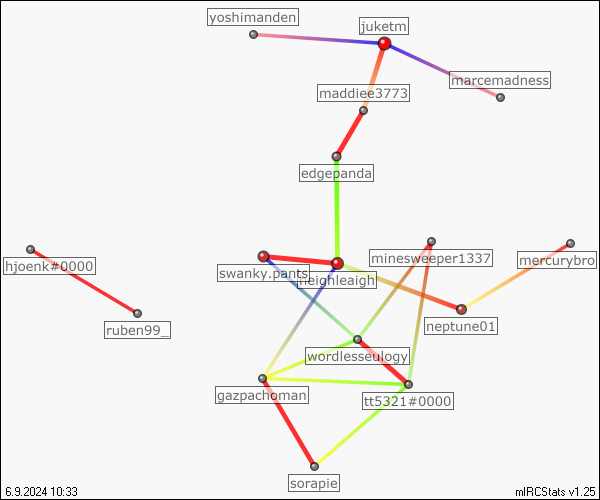 yoshimanden
juketm
marcemadness
maddiee3773
edgepanda
hjoenk#0000
swanky.pants
heighleaigh
minesweeper1337
mercurybro
ruben99_
neptune01
wordlesseulogy
gazpachoman
tt5321#0000
sorapie
6.9.2024 10:33
mIRCStats v1.25